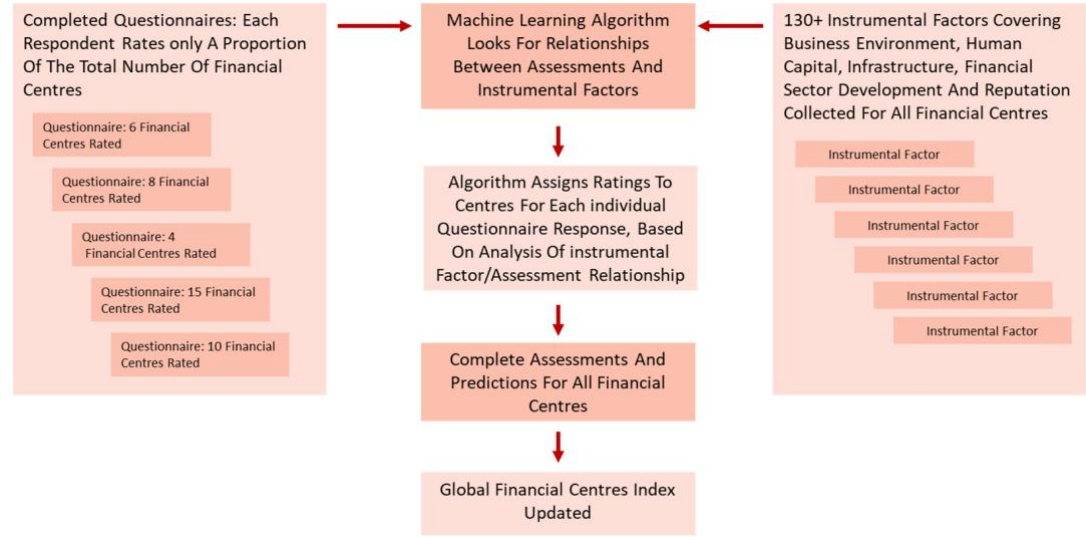 Completed Questionnaires: Each
Respondent Rates only A Proportion
Of The Total Number Of Financial
Centres
Questionnaire: 6 Financial
Centres Rated
Questionnaire: 8 Financial
Centres Rated
Questionnaire: 4
Financial Centres Rated
Questionnaire: 15 Financial
Centres Rated
Questionnaire: 10 Financial
Centres Rated
Machine Learning Algorithm
Looks For Relationships
Between Assessments And
Instrumental Factors
Algorithm Assigns Ratings To
Centres For Each individual
Questionnaire Response, Based
On Analysis Of instrumental
Factor/Assessment Relationship
Complete Assessments And
Predictions For All Financial
Centres
Global Financial Centres Index
Updated
130+ Instrumental Factors Covering
Business Environment, Human
Capital, Infrastructure, Financial
Sector Development And Reputation
Collected For All Financial Centres
Instrumental Factor
Instrumental Factor
Instrumental Factor
Instrumental Factor
Instrumental Factor
Instrumental Factor